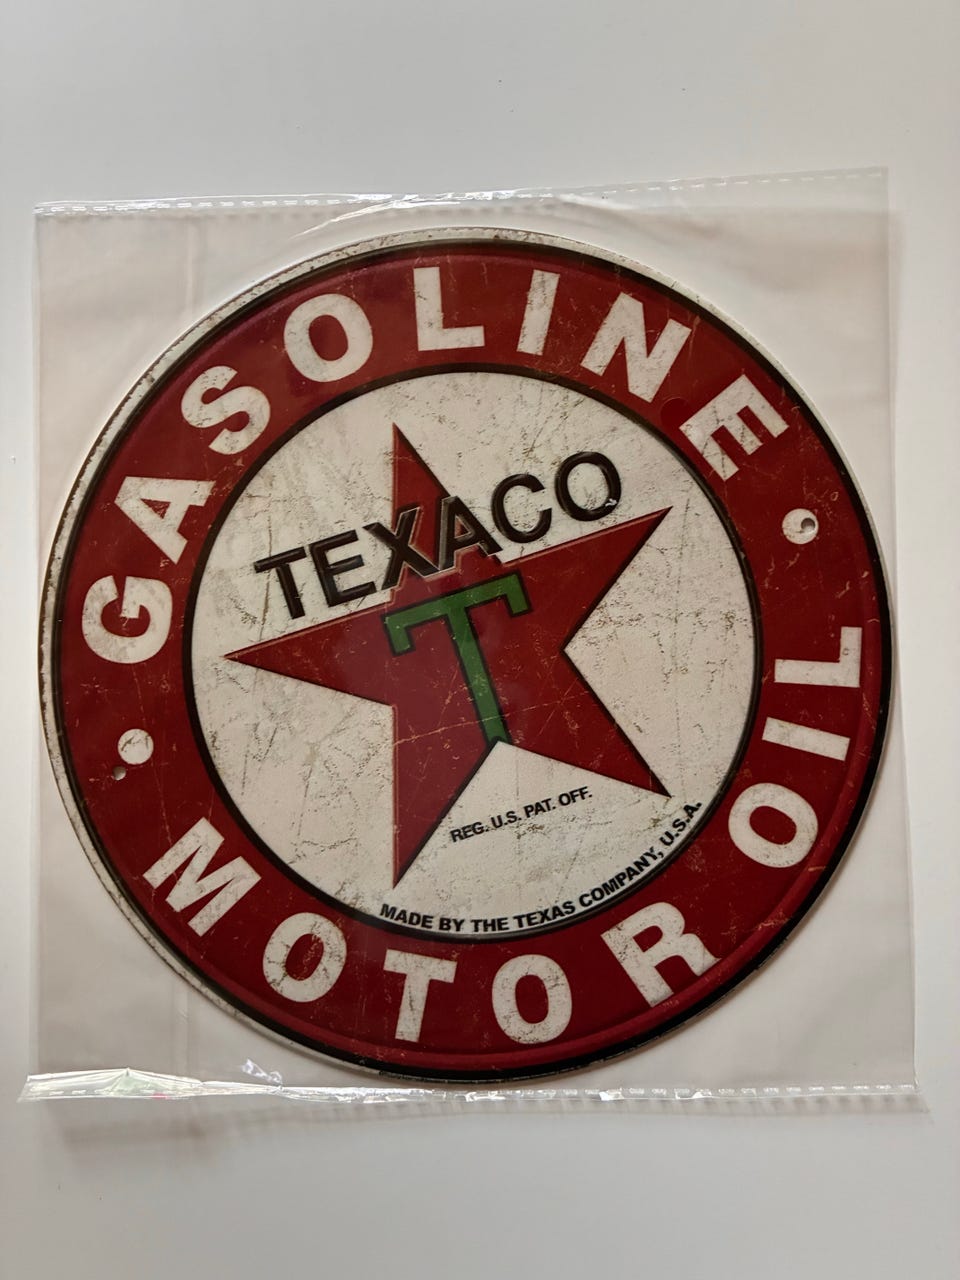 GASOLINE
TEXACO
T
REG. U.S. PAT. OFF.
MADE BY THE TEXAS COMPANY, U.S.A.
MOTOR OIL